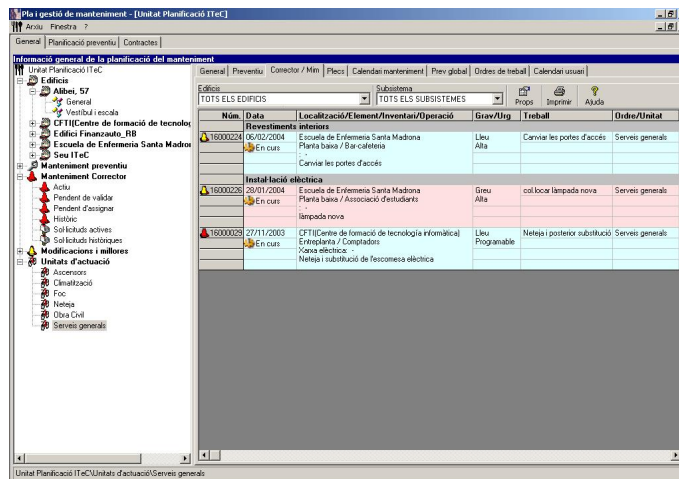 Pla i gestió de manteniment - [Unitat Planificació ITeC]
Arxiu Finestra ?
General Planificació preventiu Contractes
Informació general de la planificació del manteniment
Unitat Planificació ITeC
Edificis
Alibei, 57
General
Vestíbul i escala
CFTI(Centre de formació de tecnolog
Edifici Finanzauto_RB
Escuela de Enfermeria Santa Madron
Seu ITeC
Manteniment preventiu
Manteniment Corrector
Actiu
Pendent de validar
Pendent d'assignar
Històric
Sol·licituds actives
Sol·licituds històriques
Modificacions i millores
Unitats d'actuació
Ascensors
Climatització
Foc
Neteja
Obra Civil
Serveis generals
General Preventiu Corrector / Mim Plecs Calendari manteniment Prev global Ordres de treball Calendari usuari
Edificis Subsistema
TOTS ELS EDIFICIS TOTS ELS SUBSISTEMES Props Imprimir Ajuda
Núm. Data Localizació/Element/Inventari/Operació Grav/Urg Treball Ordre/Unitat
Revestiments interiors
16000224 06/02/2004 Escuela de Enfermeria Santa Madrona Lleu Canviar les portes d'accés Serveis generals
En curs Planta baixa / Bar-cafeteria Alta
: -
Canviar les portes d'accés
Instal·lació elèctrica
16000226 28/01/2004 Escuela de Enfermeria Santa Madrona Greu col.locar làmpada nova Serveis generals
En curs Planta baixa / Associació d'estudiants Alta
: -
làmpada nova
16000029 27/11/2003 CFTI(Centre de formació de tecnología informàtica) Lleu Neteja i posterior substitució Serveis generals
En curs Entreplanta / Comptadors Programable
Xarxa elèctrica: -
Neteja i substitució de l'escomesa elèctrica
Unitat Planificació ITeC\Unitats d'actuació\Serveis generals